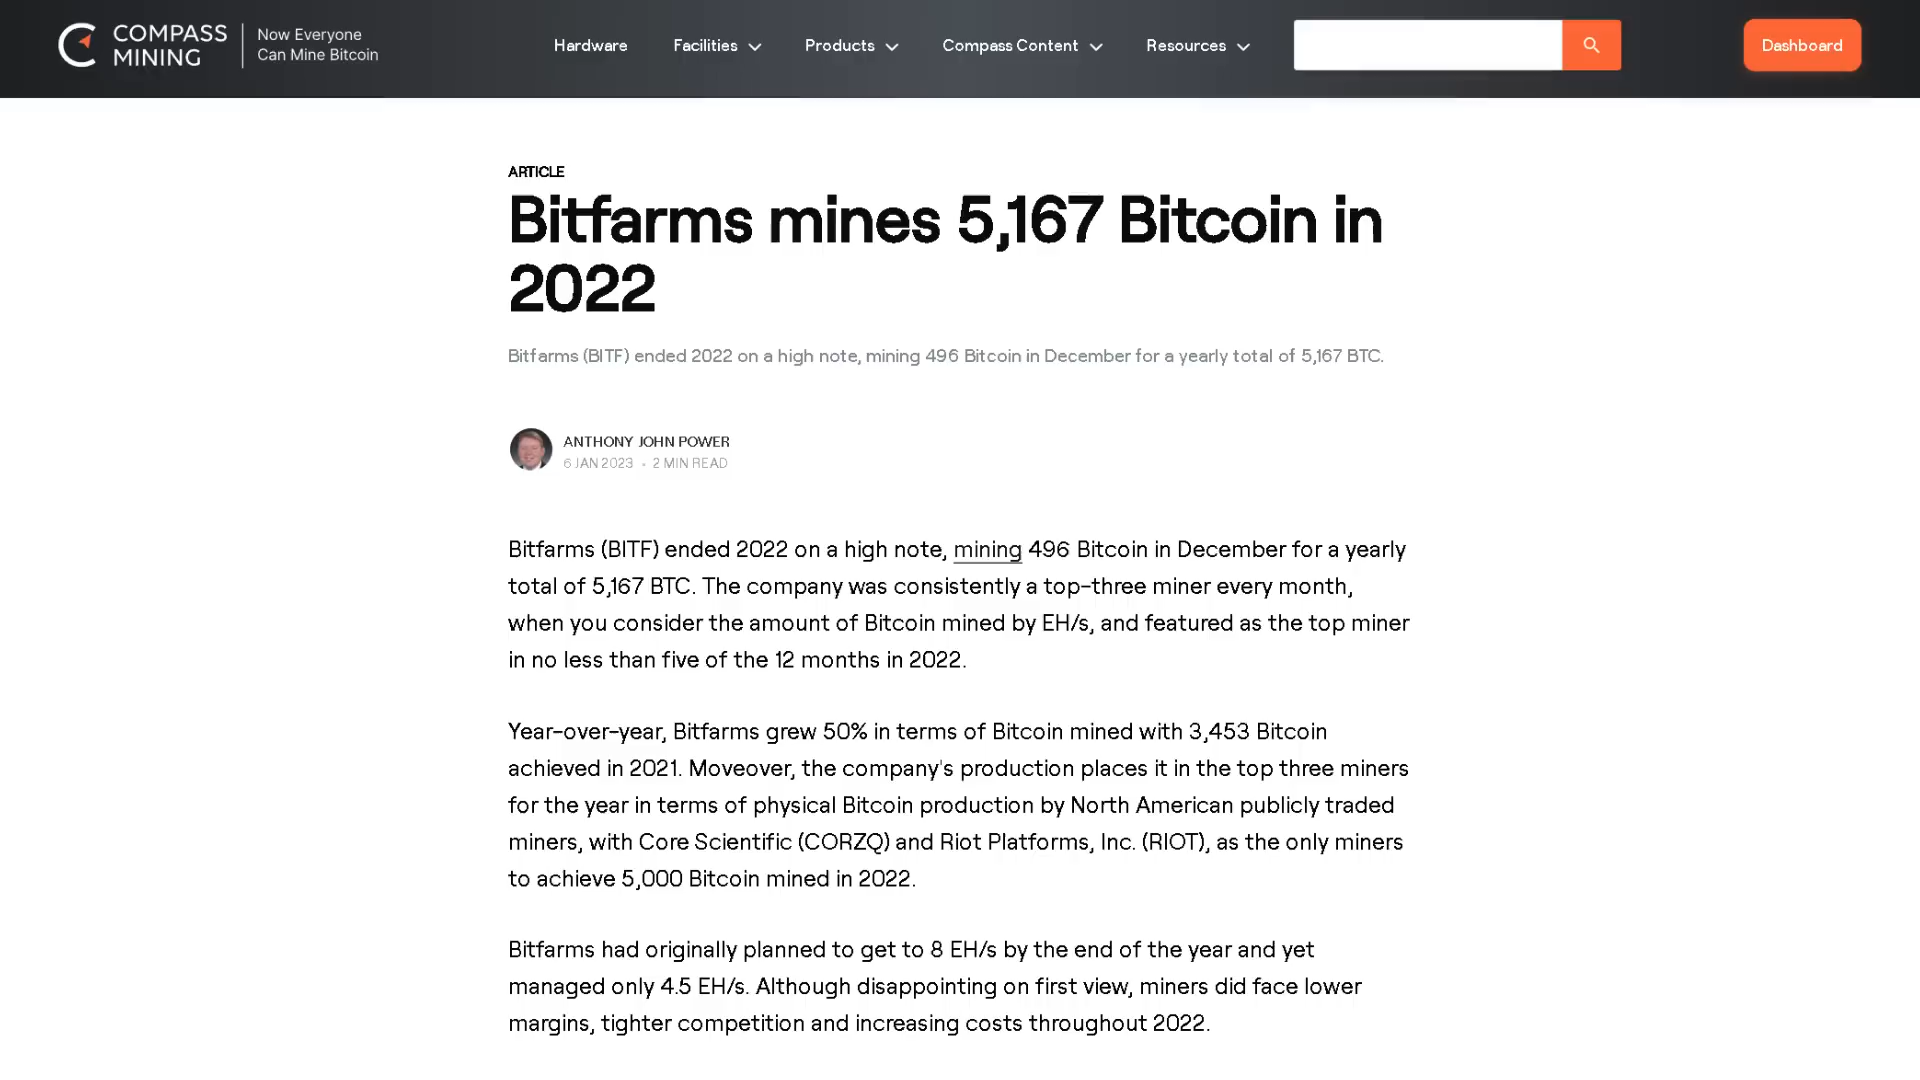 COMPASS
MINING
Now Everyone
Can Mine Bitcoin
Hardware
Facilities
Products
Compass Content
Resources
Dashboard
ARTICLE
Bitfarms mines 5,167 Bitcoin in
2022
Bitfarms (BITF) ended 2022 on a high note, mining 496 Bitcoin in December for a yearly total of 5,167 BTC.
ANTHONY JOHN POWER
6 JAN 2023 • 2 MIN READ
Bitfarms (BITF) ended 2022 on a high note, mining 496 Bitcoin in December for a yearly
total of 5,167 BTC. The company was consistently a top-three miner every month,
when you consider the amount of Bitcoin mined by EH/s, and featured as the top miner
in no less than five of the 12 months in 2022.
Year-over-year, Bitfarms grew 50% in terms of Bitcoin mined with 3,453 Bitcoin
achieved in 2021. Moveover, the company's production places it in the top three miners
for the year in terms of physical Bitcoin production by North American publicly traded
miners, with Core Scientific (CORZQ) and Riot Platforms, Inc. (RIOT), as the only miners
to achieve 5,000 Bitcoin mined in 2022.
Bitfarms had originally planned to get to 8 EH/s by the end of the year and yet
managed only 4.5 EH/s. Although disappointing on first view, miners did face lower
margins, tighter competition and increasing costs throughout 2022.